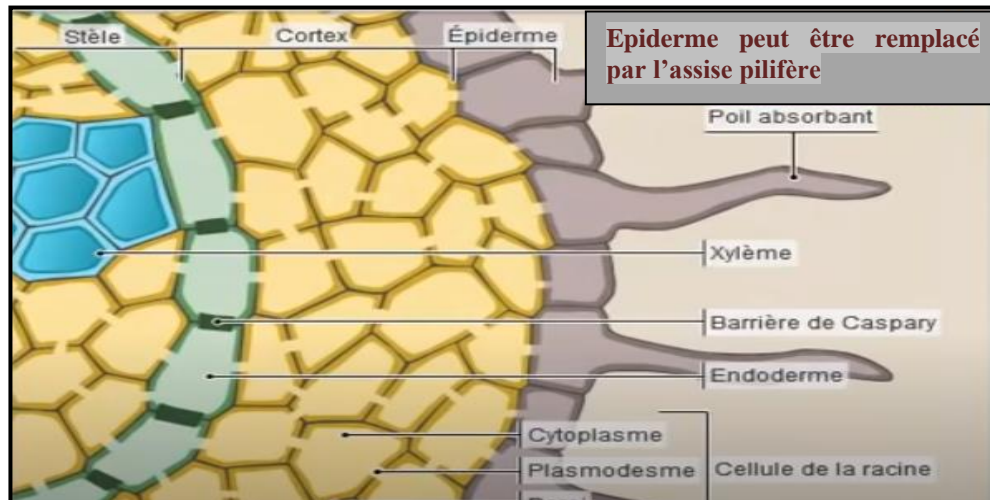 Stèle
Cortex
Épiderme
Epiderme peut être remplacé
par l’assise pilifère
Poil absorbant
Xylème
Barrière de Caspary
Endoderme
Cytoplasme
Plasmodesme
Cellule de la racine